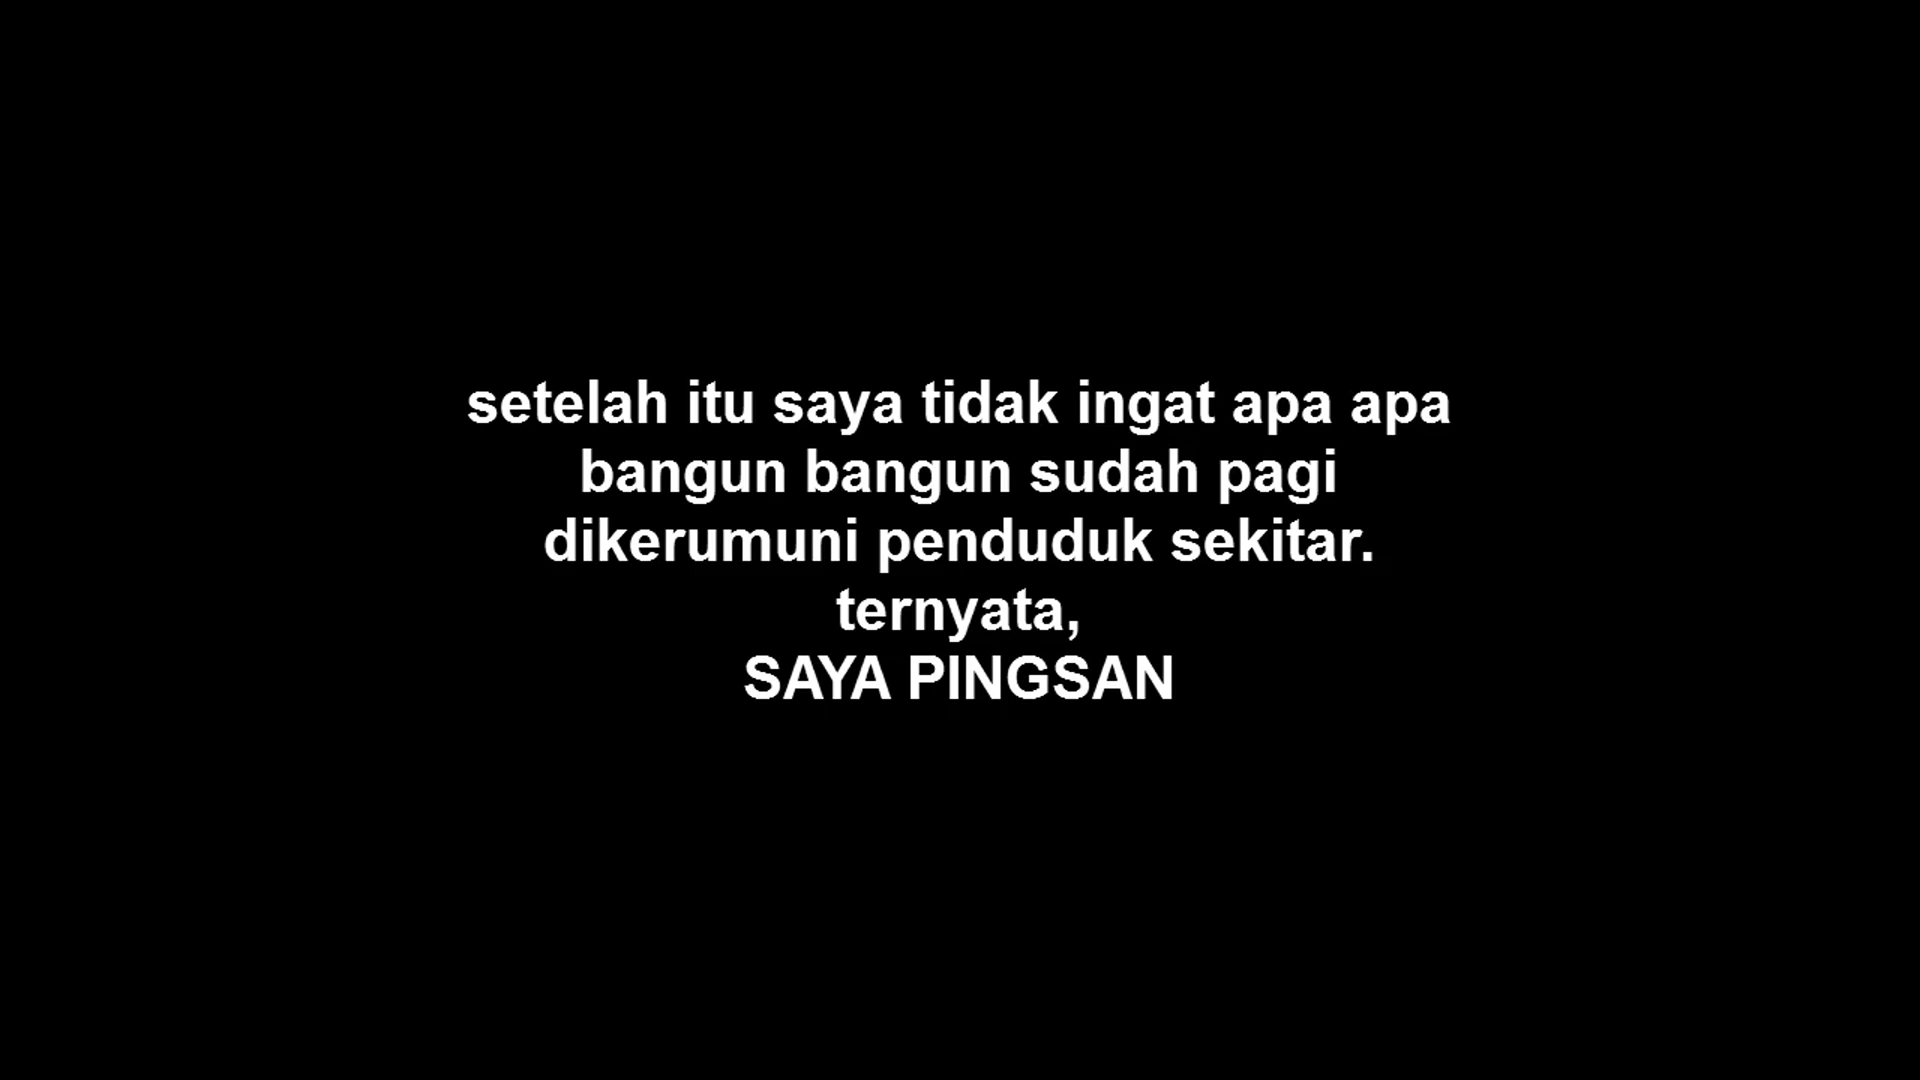 setelah itu saya tidak ingat apa apa
bangun bangun sudah pagi
dikerumuni penduduk sekitar.
ternyata,
SAYA PINGSAN